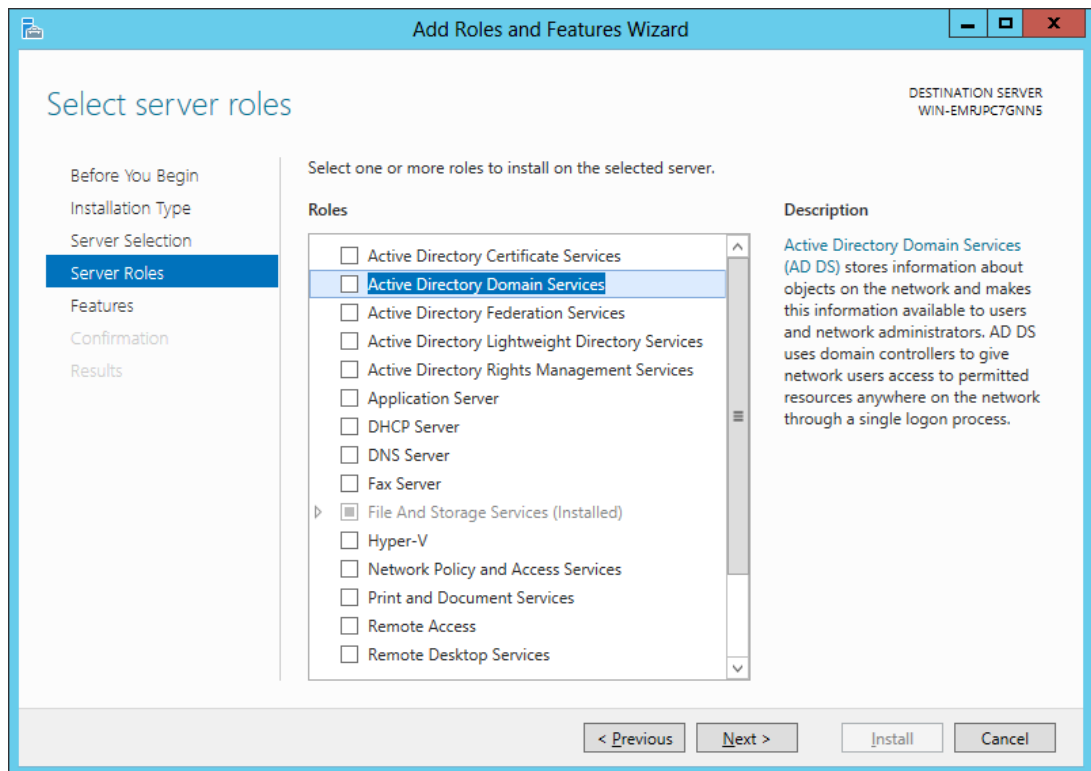 Add Roles and Features Wizard
Select server roles
DESTINATION SERVER
WIN-EMRJPC7GNN5
Before You Begin
Installation Type
Server Selection
Server Roles
Features
Confirmation
Results
Select one or more roles to install on the selected server.
Roles
Active Directory Certificate Services
Active Directory Domain Services
Active Directory Federation Services
Active Directory Lightweight Directory Services
Active Directory Rights Management Services
Application Server
DHCP Server
DNS Server
Fax Server
File And Storage Services (Installed)
Hyper-V
Network Policy and Access Services
Print and Document Services
Remote Access
Remote Desktop Services
Description
Active Directory Domain Services
(AD DS) stores information about
objects on the network and makes
this information available to users
and network administrators. AD DS
uses domain controllers to give
network users access to permitted
resources anywhere on the network
through a single logon process.
< Previous
Next >
Install
Cancel